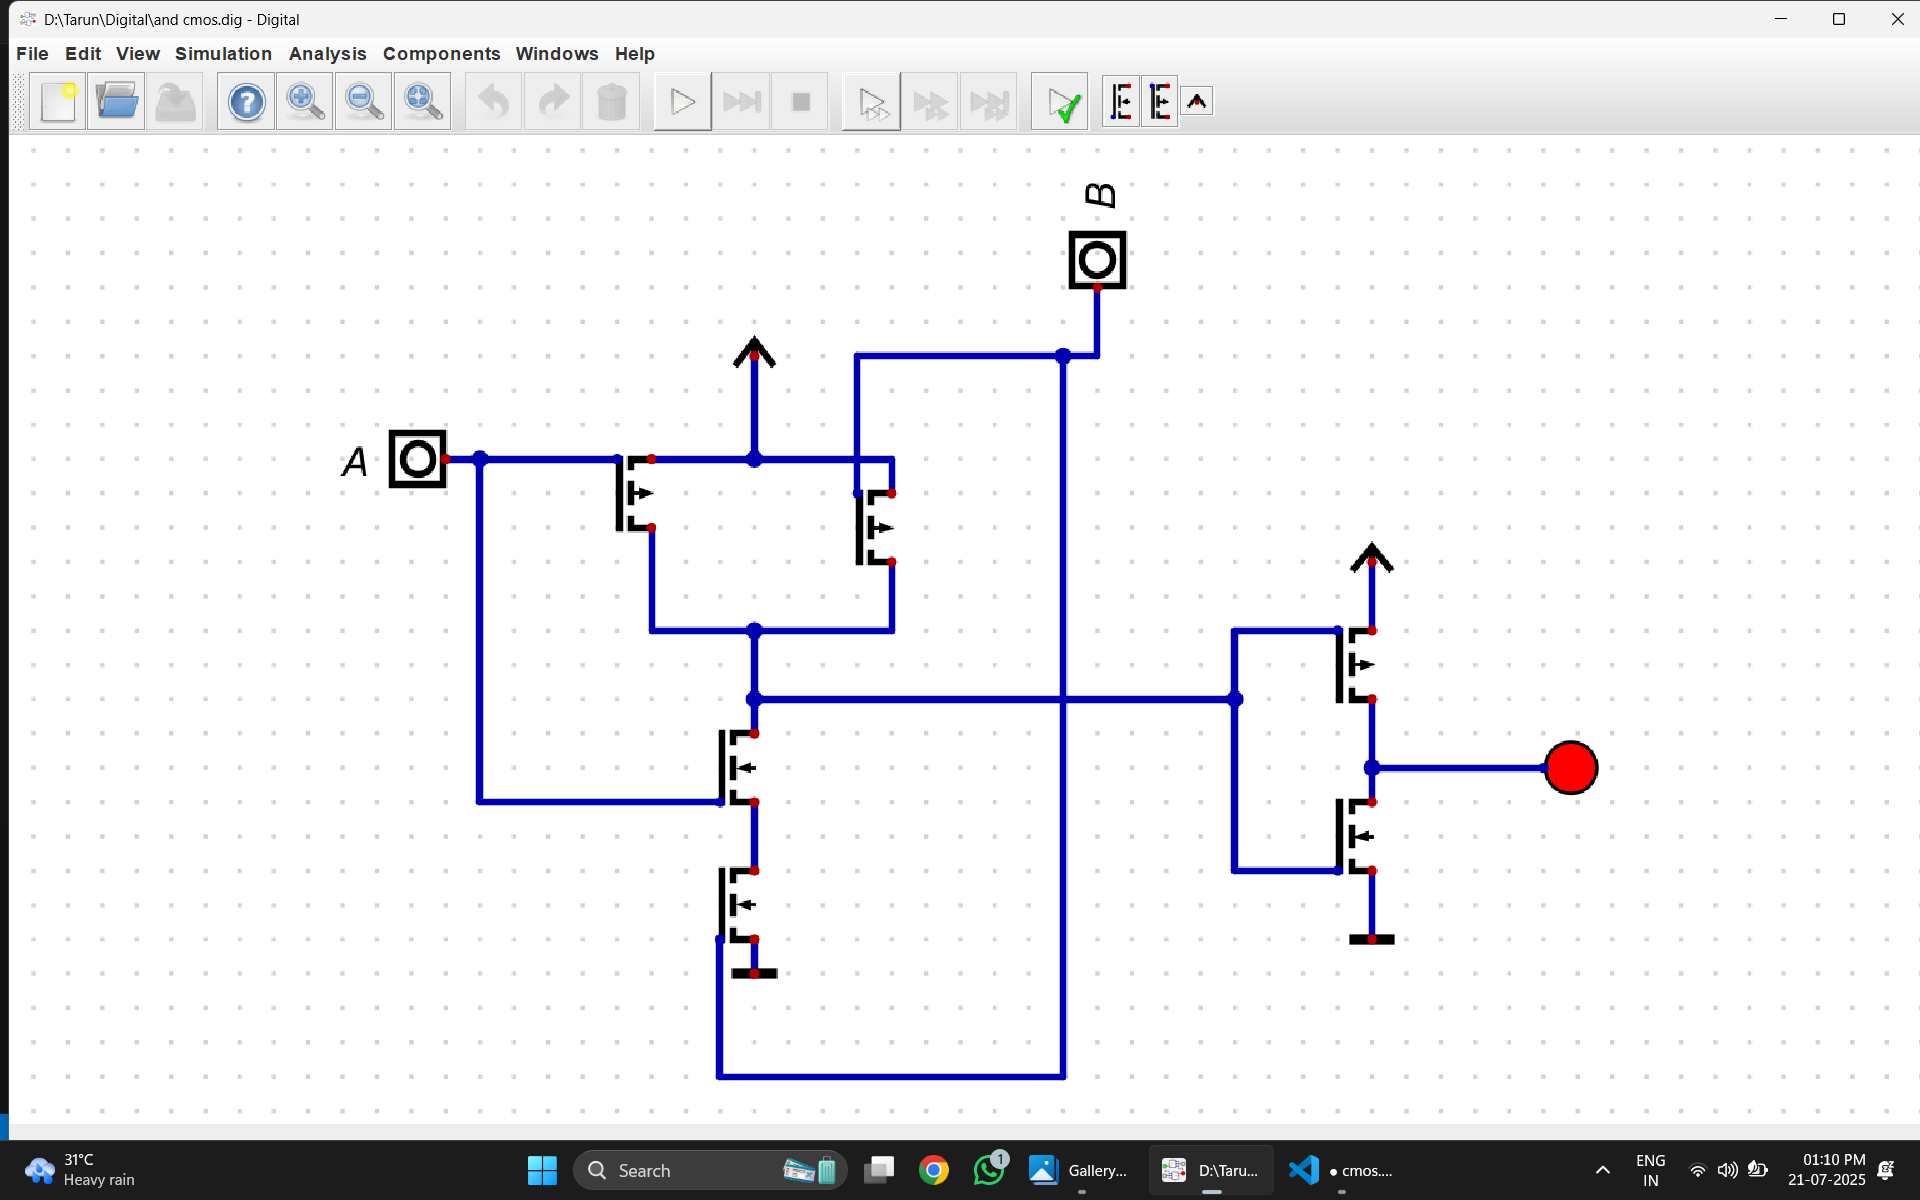 D:\Tarun\Digital\and cmos.dig - Digital
File Edit View Simulation Analysis Components Windows Help
B
A
31°C
Heavy rain
Search
1
Gallery...
D:\Taru...
● cmos....
ENG
IN
01:10 PM
21-07-2025